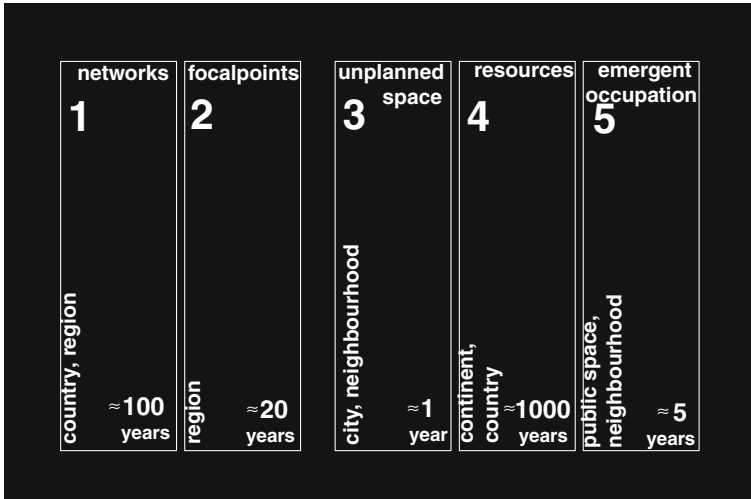 networks
1
country, region
≈100
years
focalpoints
2
region
≈20
years
unplanned
space
3
city, neighbourhood
≈1
year
resources
4
continent,
country
≈1000
years
emergent
occupation
5
public space,
neighbourhood
≈5
years